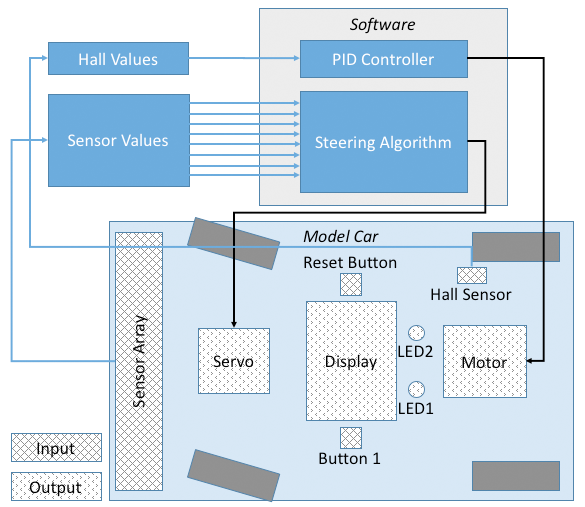 Software
Hall Values
PID Controller
Sensor Values
Steering Algorithm
Model Car
Reset Button
Hall Sensor
Sensor Array
Servo
Display
LED2
Motor
LED1
Button 1
Input
Output